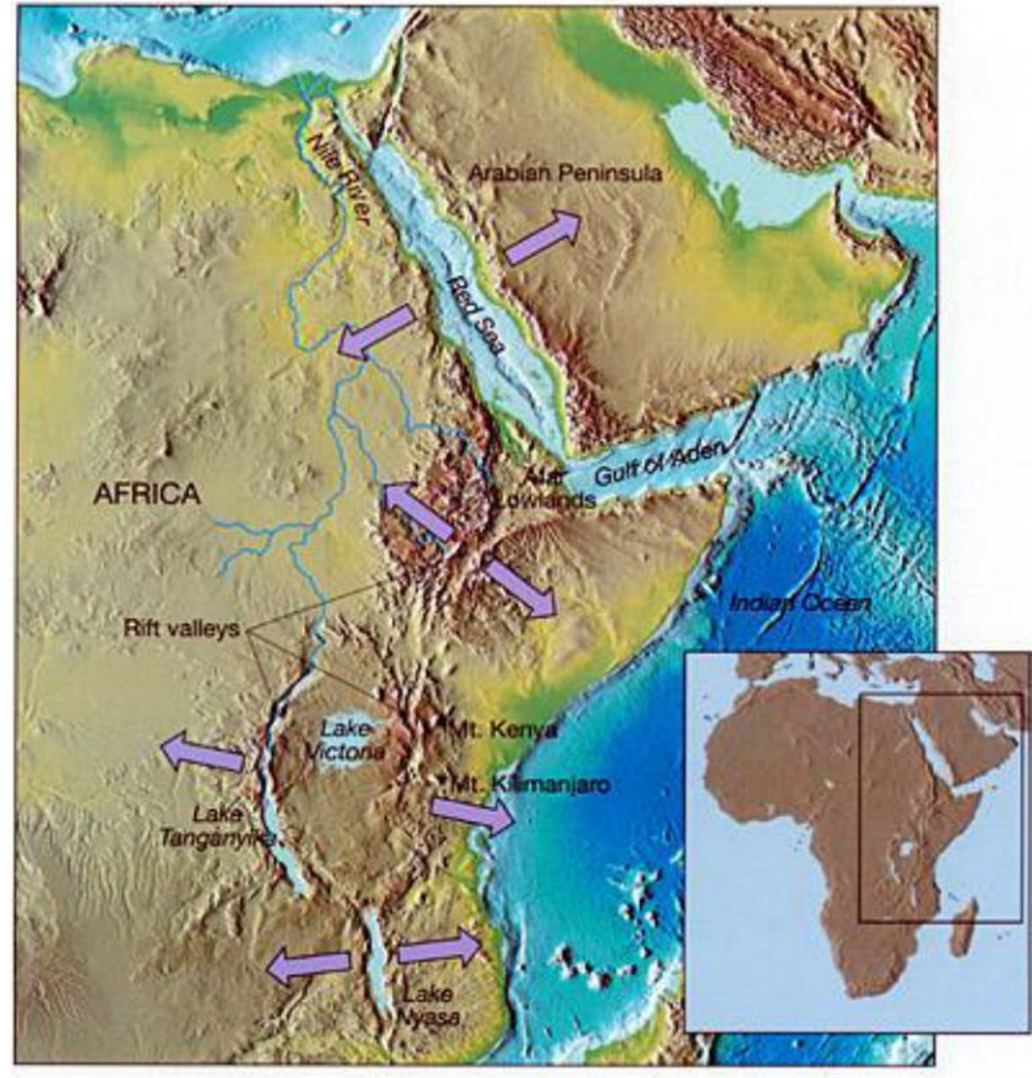 Nile River
Arabian Peninsula
Red Sea
AFRICA
Afar
Lowlands
Gulf of Aden
Indian Ocean
Rift valleys
Lake
Victoria
Mt. Kenya
Mt. Kilimanjaro
Lake
Tanganyika
Lake
Nyasa